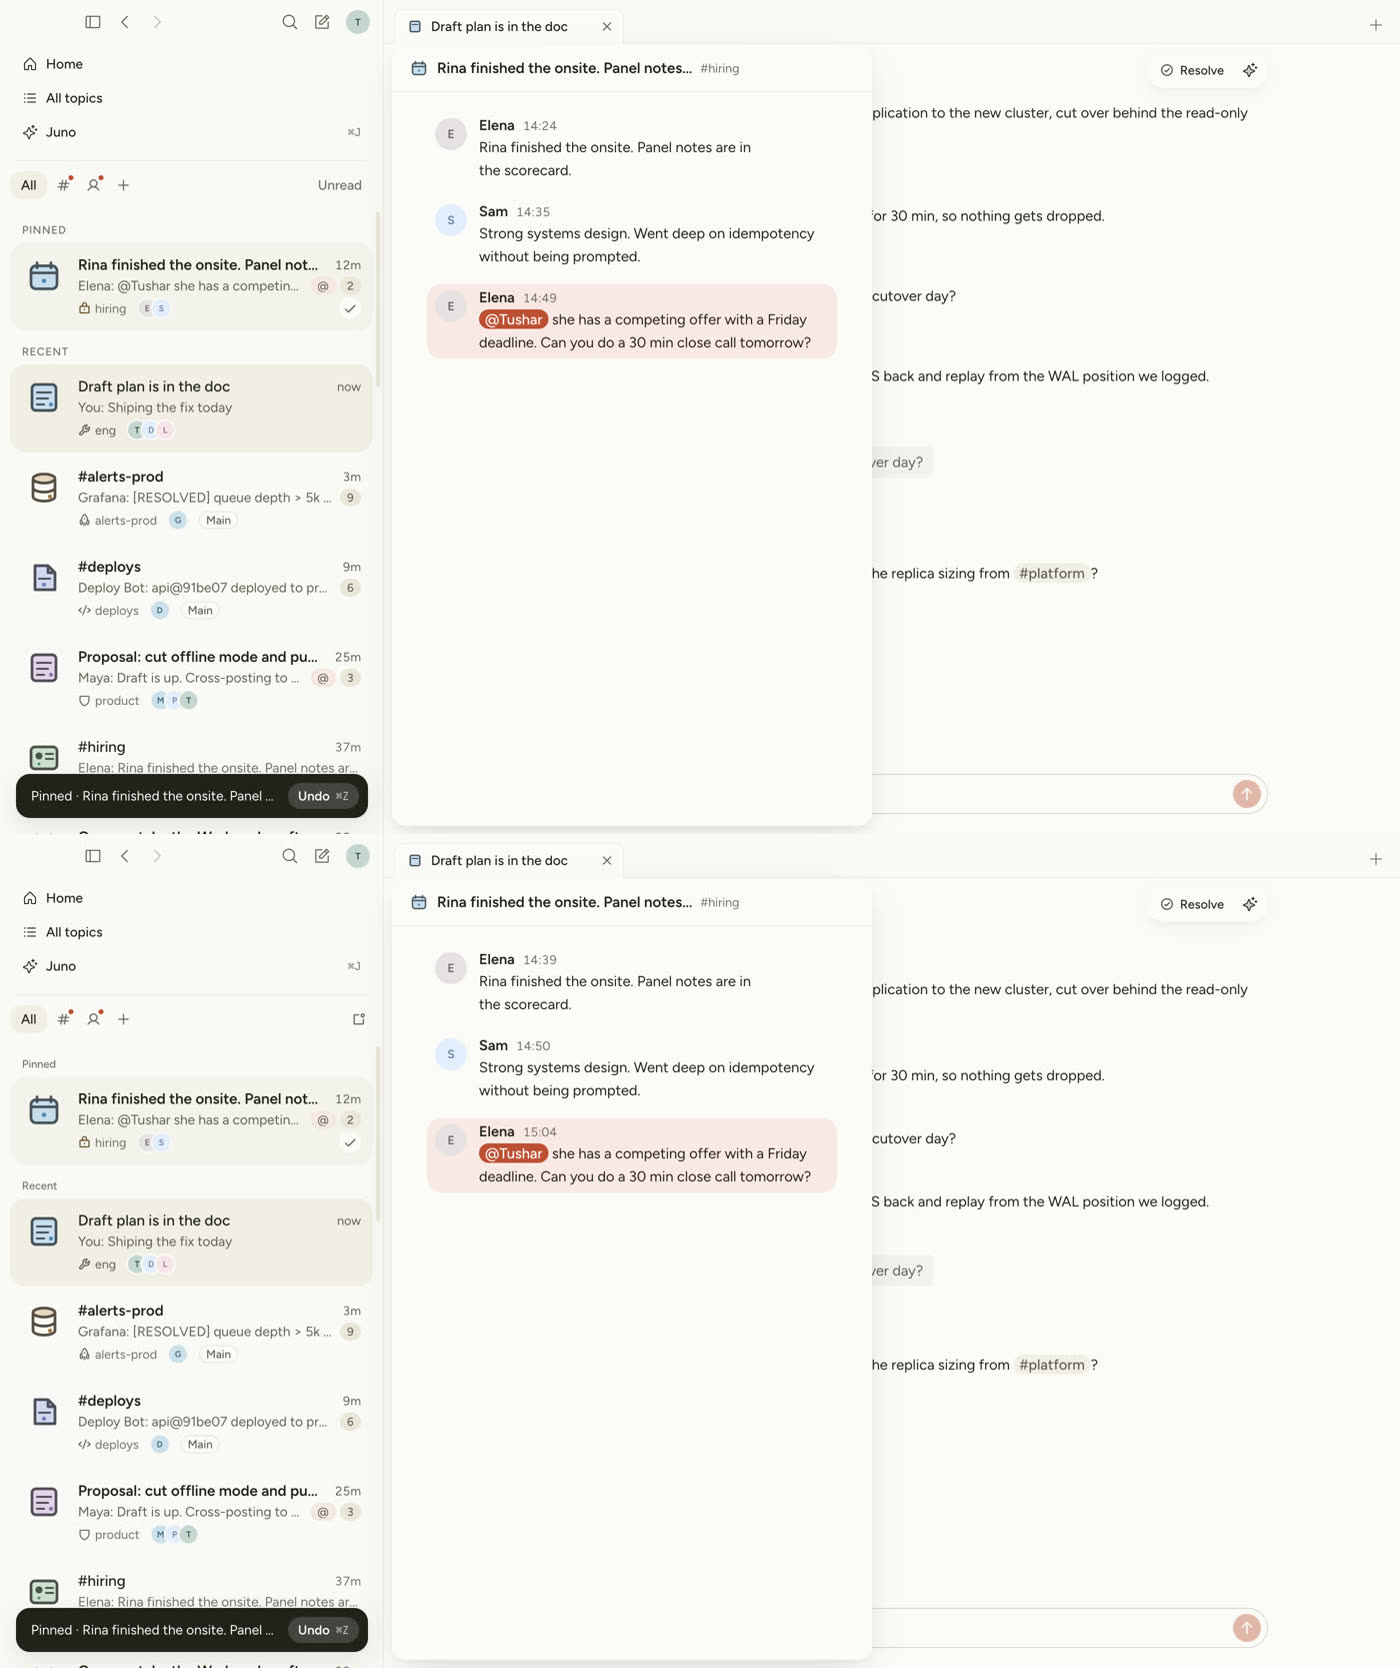 T
Home
All topics
Juno
⌘J
All
Unread
PINNED
Rina finished the onsite. Panel not...
12m
Elena: @Tushar she has a competin...
@
2
hiring
E
S
RECENT
Draft plan is in the doc
now
You: Shiping the fix today
eng
T
D
L
#alerts-prod
3m
Grafana: [RESOLVED] queue depth > 5k ...
9
alerts-prod
G
Main
#deploys
9m
Deploy Bot: api@91be07 deployed to pr...
6
deploys
D
Main
Proposal: cut offline mode and pu...
25m
Maya: Draft is up. Cross-posting to ...
@
3
product
M
P
T
#hiring
37m
Elena: Rina finished the onsite. Panel notes ar...
Pinned · Rina finished the onsite. Panel ...
Undo ⌘Z
Draft plan is in the doc
Rina finished the onsite. Panel notes...
#hiring
E
Elena 14:24
Rina finished the onsite. Panel notes are in
the scorecard.
S
Sam 14:35
Strong systems design. Went deep on idempotency
without being prompted.
E
Elena 14:49
@Tushar she has a competing offer with a Friday
deadline. Can you do a 30 min close call tomorrow?
Resolve
plication to the new cluster, cut over behind the read-only
for 30 min, so nothing gets dropped.
cutover day?
S back and replay from the WAL position we logged.
ver day?
he replica sizing from #platform ?
T
Home
All topics
Juno
⌘J
All
Pinned
Rina finished the onsite. Panel not...
12m
Elena: @Tushar she has a competin...
@
2
hiring
E
S
Recent
Draft plan is in the doc
now
You: Shiping the fix today
eng
T
D
L
#alerts-prod
3m
Grafana: [RESOLVED] queue depth > 5k ...
9
alerts-prod
G
Main
#deploys
9m
Deploy Bot: api@91be07 deployed to pr...
6
deploys
D
Main
Proposal: cut offline mode and pu...
25m
Maya: Draft is up. Cross-posting to ...
@
3
product
M
P
T
#hiring
37m
Elena: Rina finished the onsite. Panel notes ar...
Pinned · Rina finished the onsite. Panel ...
Undo ⌘Z
Draft plan is in the doc
Rina finished the onsite. Panel notes...
#hiring
E
Elena 14:39
Rina finished the onsite. Panel notes are in
the scorecard.
S
Sam 14:50
Strong systems design. Went deep on idempotency
without being prompted.
E
Elena 15:04
@Tushar she has a competing offer with a Friday
deadline. Can you do a 30 min close call tomorrow?
Resolve
plication to the new cluster, cut over behind the read-only
for 30 min, so nothing gets dropped.
cutover day?
S back and replay from the WAL position we logged.
ver day?
he replica sizing from #platform ?